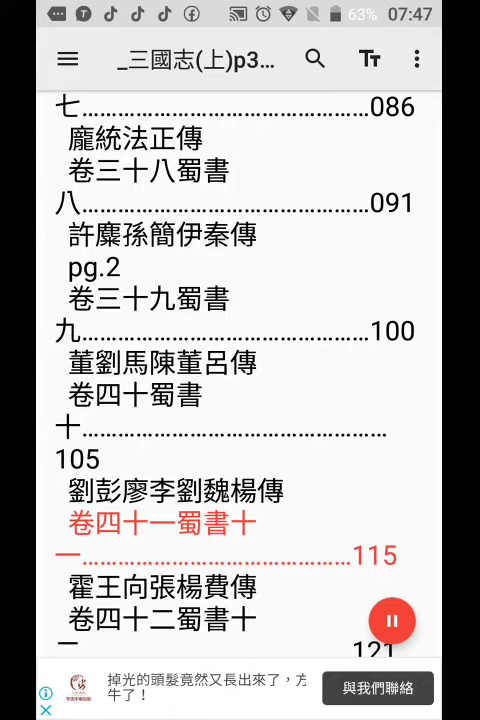 63% 07:47
_三國志(上)p3...
七…………………………………086
龐統法正傳
卷三十八蜀書
八…………………………………091
許麋孫簡伊秦傳
pg.2
卷三十九蜀書
九…………………………………100
董劉馬陳董呂傳
卷四十蜀書
十…………………………………
105
劉彭廖李劉魏楊傳
卷四十一蜀書十
一…………………………………115
霍王向張楊費傳
卷四十二蜀書十
二 121
掉光的頭髮竟然又長出來了，方
牛了！
與我們聯絡